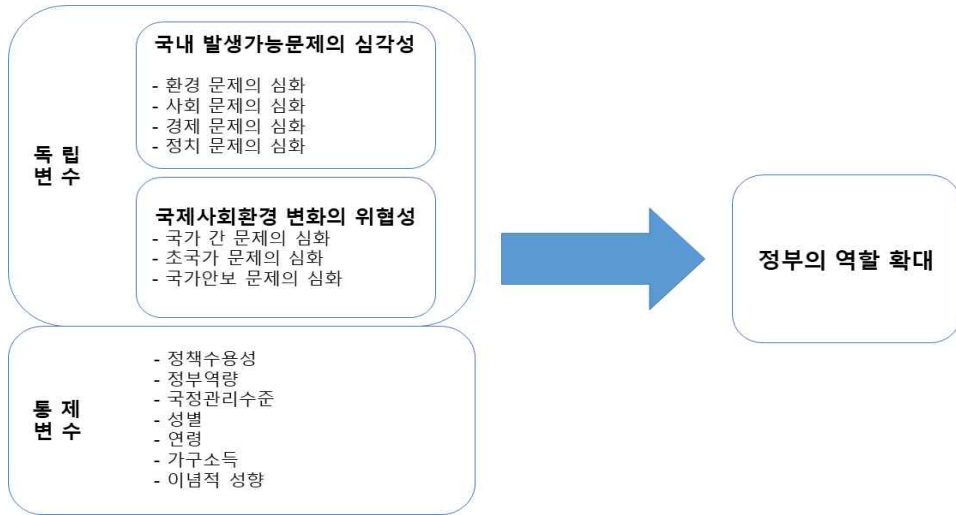 국내 발생가능문제의 심각성
- 환경 문제의 심화
- 사회 문제의 심화
- 경제 문제의 심화
- 정치 문제의 심화
독 립
변 수
국제사회환경 변화의 위협성
- 국가 간 문제의 심화
- 초국가 문제의 심화
- 국가안보 문제의 심화
정부의 역할 확대
통 제
변 수
- 정책수용성
- 정부역량
- 국정관리수준
- 성별
- 연령
- 가구소득
- 이념적 성향